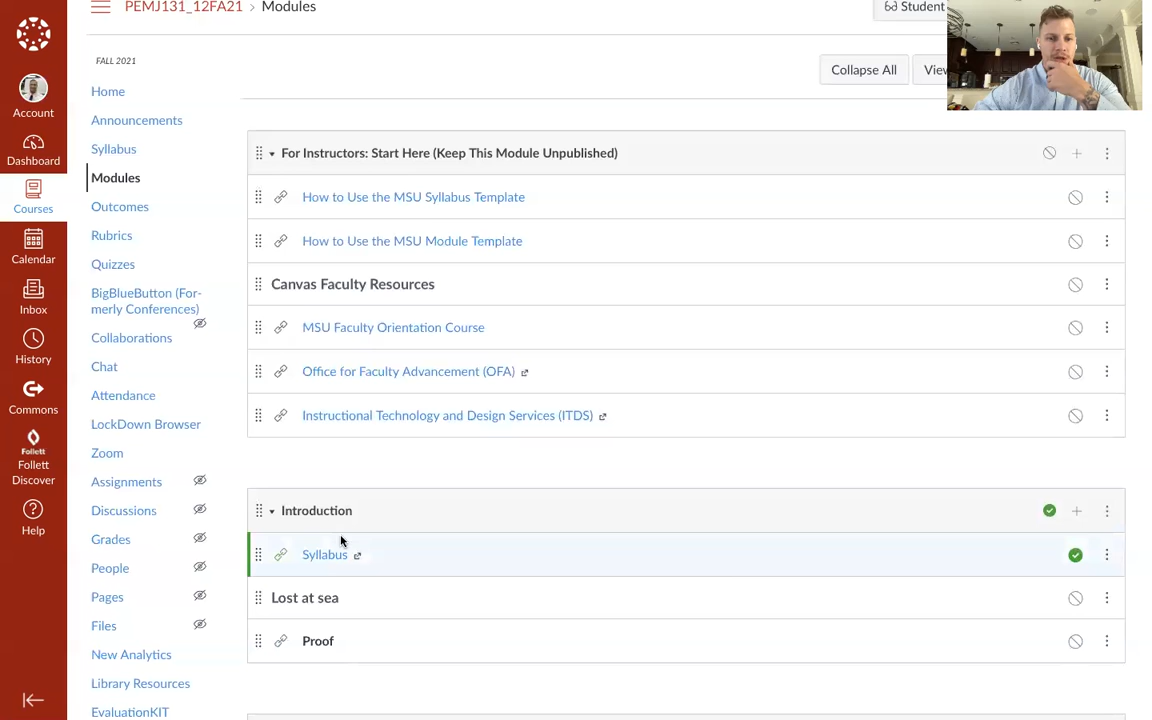 PEMJ131_12FA21 > Modules
Student
FALL 2021
Collapse All
View
Account
Dashboard
Courses
Calendar
Inbox
History
Commons
Follett
Follett
Discover
Help
Home
Announcements
Syllabus
Modules
Outcomes
Rubrics
Quizzes
BigBlueButton (For-
merly Conferences)
Collaborations
Chat
Attendance
LockDown Browser
Zoom
Assignments
Discussions
Grades
People
Pages
Files
New Analytics
Library Resources
EvaluationKIT
For Instructors: Start Here (Keep This Module Unpublished)
How to Use the MSU Syllabus Template
How to Use the MSU Module Template
Canvas Faculty Resources
MSU Faculty Orientation Course
Office for Faculty Advancement (OFA)
Instructional Technology and Design Services (ITDS)
Introduction
Syllabus
Lost at sea
Proof